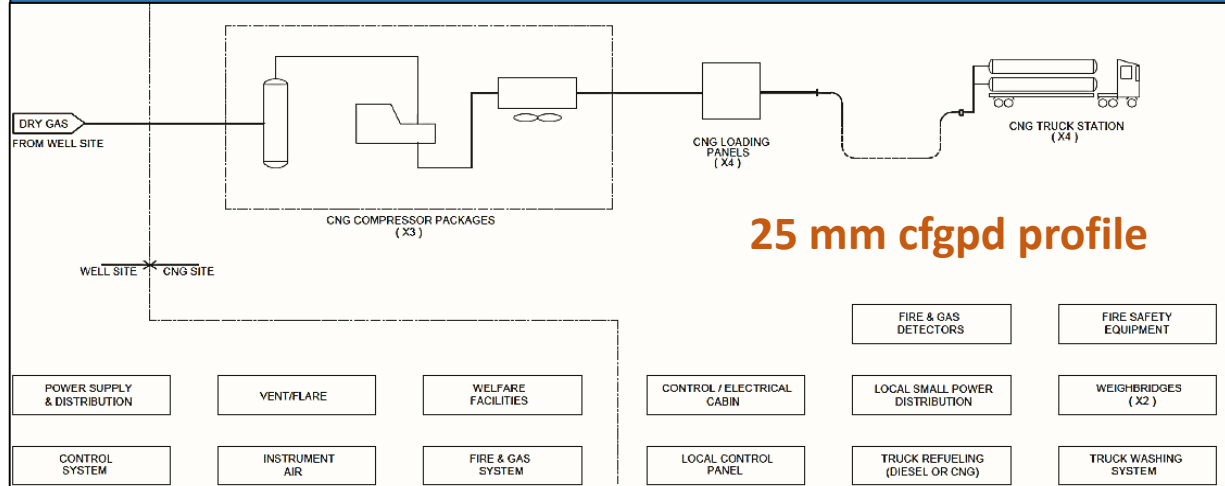 DRY GAS
FROM WELL SITE
CNG COMPRESSOR PACKAGES
( X3 )
CNG LOADING
PANELS
( X4 )
CNG TRUCK STATION
( X4 )
25 mm cfgpd profile
WELL SITE
CNG SITE
FIRE & GAS
DETECTORS
FIRE SAFETY
EQUIPMENT
POWER SUPPLY
& DISTRIBUTION
VENT/FLARE
WELFARE
FACILITIES
CONTROL / ELECTRICAL
CABIN
LOCAL SMALL POWER
DISTRIBUTION
WEIGHBRIDGES
( X2 )
CONTROL
SYSTEM
INSTRUMENT
AIR
FIRE & GAS
SYSTEM
LOCAL CONTROL
PANEL
TRUCK REFUELING
(DIESEL OR CNG)
TRUCK WASHING
SYSTEM